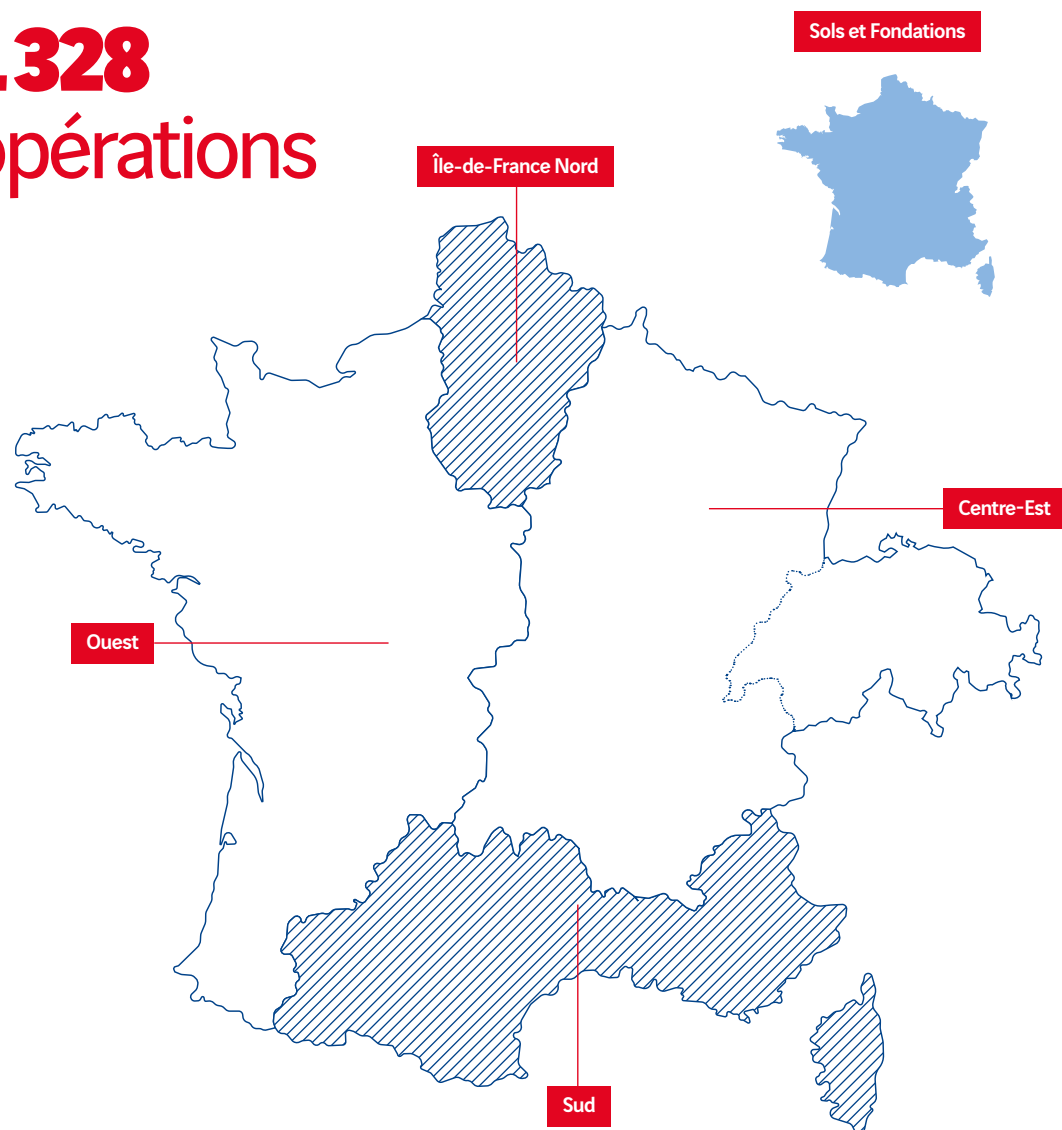 328
opérations
Sols et Fondations
Île-de-France Nord
Centre-Est
Ouest
Sud